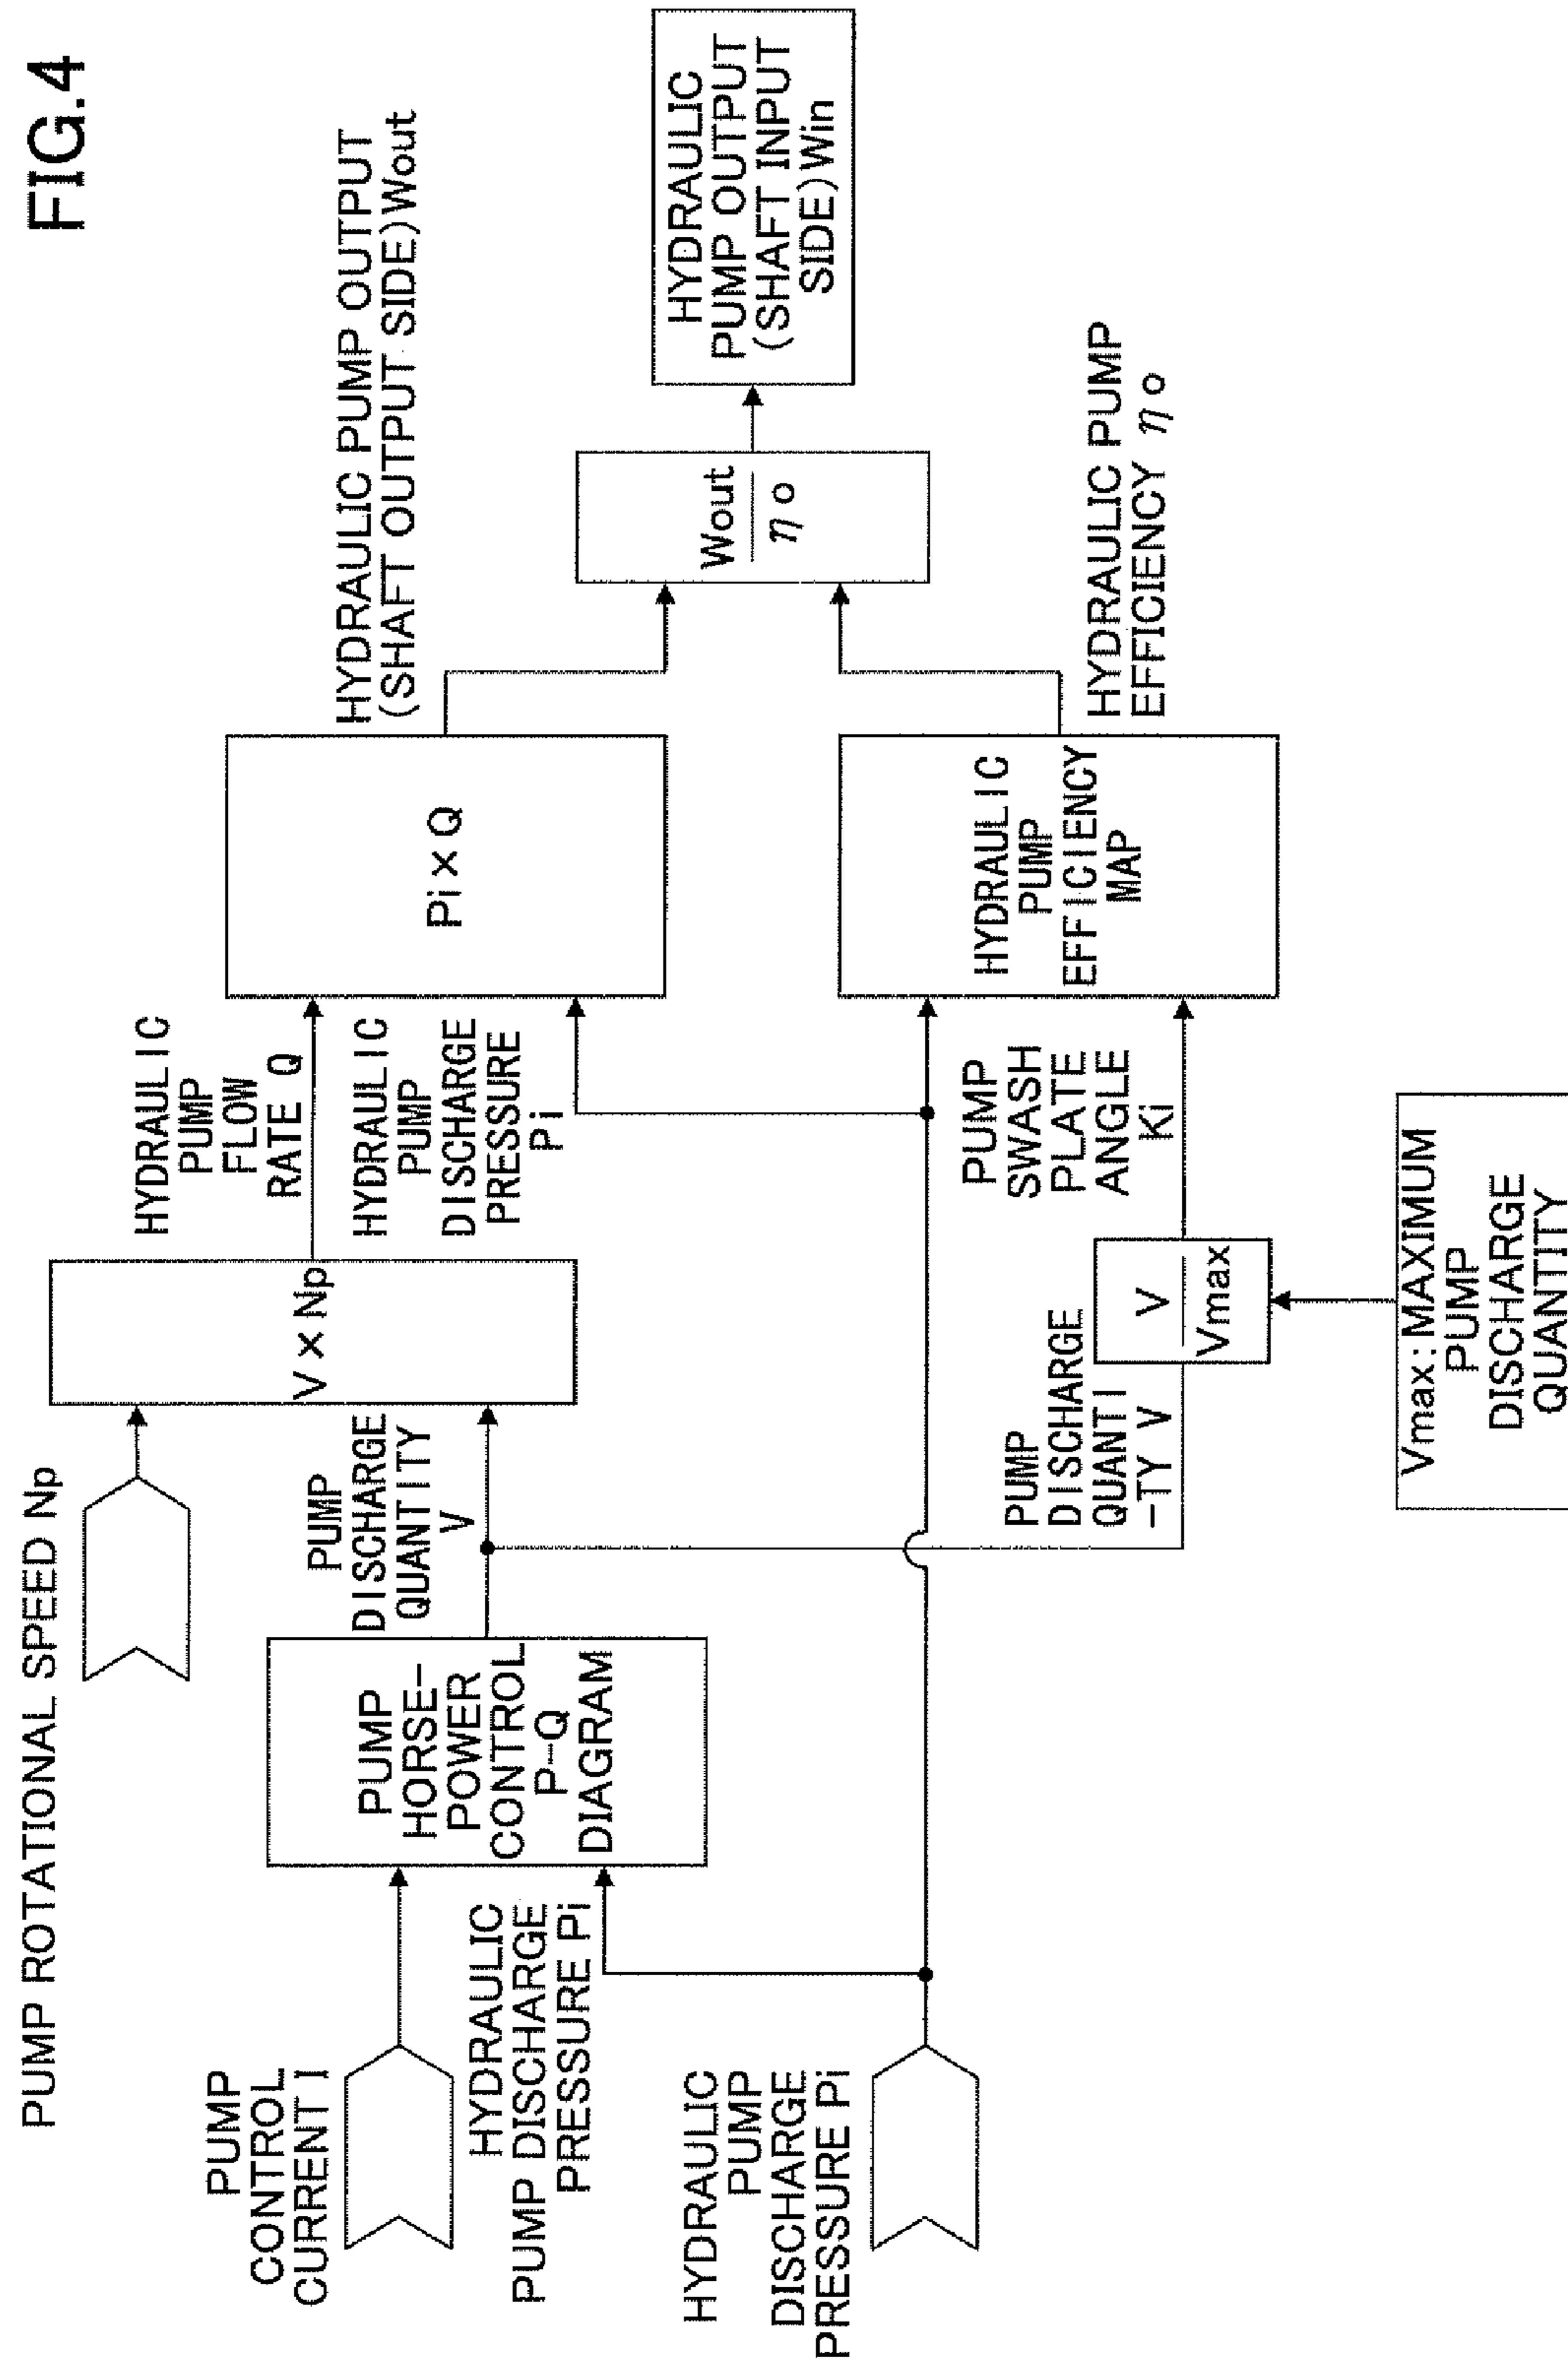 FIG.4
PUMP ROTATIONAL SPEED Np
PUMP
CONTROL
CURRENT I
HYDRAULIC
PUMP DISCHARGE
PRESSURE Pi
HYDRAULIC
PUMP
DISCHARGE
PRESSURE Pi
PUMP
HORSE-
POWER
CONTROL
P-Q
DIAGRAM
PUMP
DISCHARGE
QUANTITY
V
V × Np
HYDRAULIC
PUMP
FLOW
RATE Q
HYDRAULIC
PUMP
DISCHARGE
PRESSURE
Pi
Pi × Q
HYDRAULIC PUMP OUTPUT
(SHAFT OUTPUT SIDE)Wout
PUMP
DISCHARGE
QUANTI
-TY V
V
Vmax
Vmax:MAXIMUM
PUMP
DISCHARGE
QUANTITY
PUMP
SWASH
PLATE
ANGLE
Ki
HYDRAULIC
PUMP
EFFICIENCY
MAP
HYDRAULIC PUMP
EFFICIENCY ηo
Wout
ηo
HYDRAULIC
PUMP OUTPUT
(SHAFT INPUT
SIDE)Win